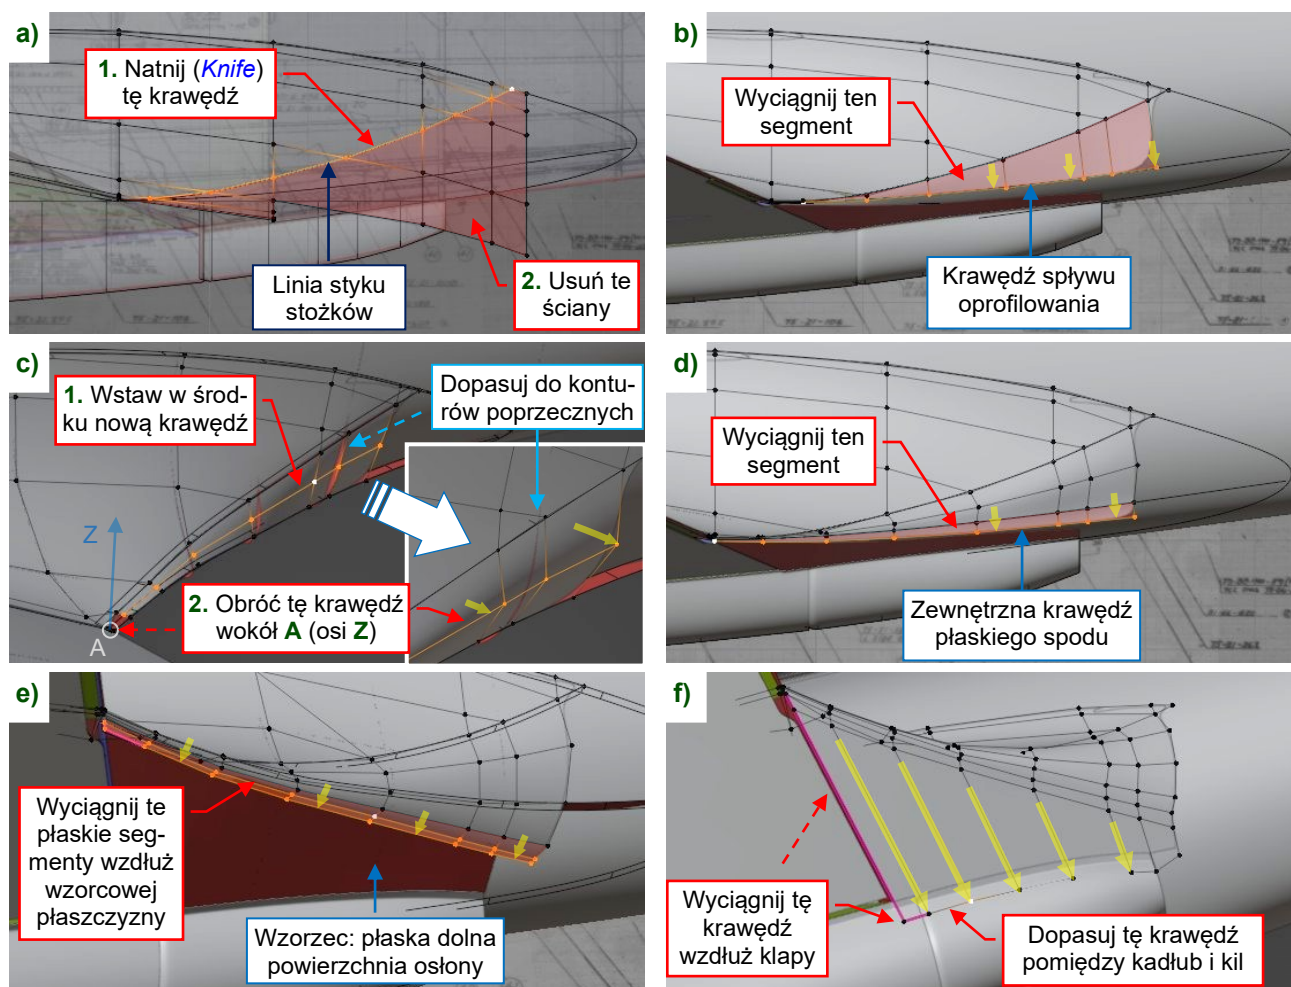 a)
1. Natnij (Knife)
tę krawędź
Linia styku
stożków
2. Usuń te
ściany
b)
Wyciągnij ten
segment
Krawędź spływu
oprofilowania
c)
1. Wstaw w środ-
ku nową krawędź
Dopasuj do kontu-
rów poprzecznych
Z
A
2. Obróć tę krawędź
wokół A (osi Z)
d)
Wyciągnij ten
segment
Zewnętrzna krawędź
płaskiego spodu
e)
Wyciągnij te
płaskie seg-
menty wzdłuż
wzorcowej
płaszczyzny
Wzorzec: płaska dolna
powierzchnia osłony
f)
Wyciągnij tę
krawędź
wzdłuż klapy
Dopasuj tę krawędź
pomiędzy kadłub i kil